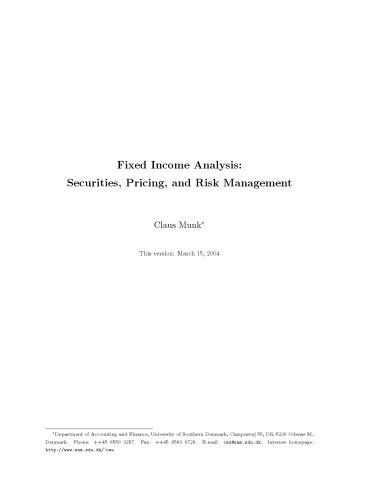 Fixed Income Analysis:
Securities, Pricing, and Risk Management
Claus Munk*
This version: March 15, 2004
*Department of Accounting and Finance, University of Southern Denmark, Campusvej 55, DK-5230 Odense M,
Denmark. Phone: ++45 6550 3257. Fax: ++45 6593 0726. E-mail: cmu@sam.sdu.dk. Internet homepage:
http://www.sam.sdu.dk/~cmu